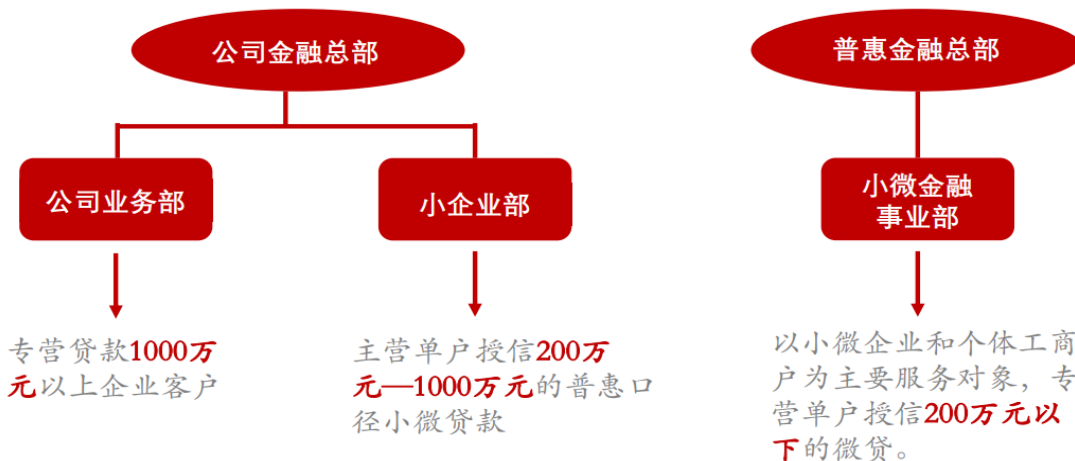 公司金融总部
普惠金融总部
公司业务部
小企业部
小微金融
事业部
专营贷款1000万
元以上企业客户
主营单户授信200万
元—1000万元的普惠口
径小微贷款
以小微企业和个体工商
户为主要服务对象，专
营单户授信200万元以
下的微贷。